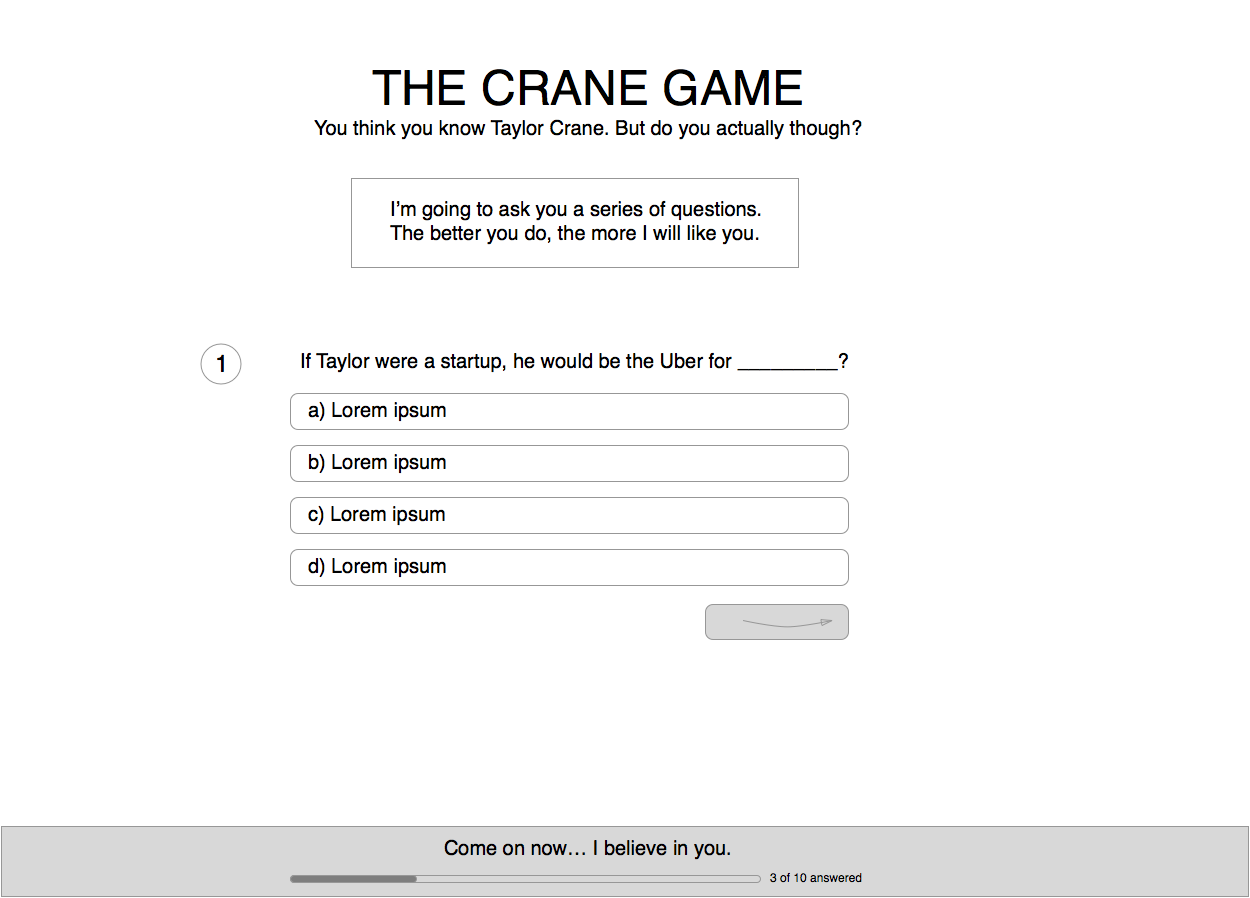 THE CRANE GAME
You think you know Taylor Crane. But do you actually though?
I’m going to ask you a series of questions.
The better you do, the more I will like you.
1
If Taylor were a startup, he would be the Uber for _________?
a) Lorem ipsum
b) Lorem ipsum
c) Lorem ipsum
d) Lorem ipsum
Come on now… I believe in you.
3 of 10 answered